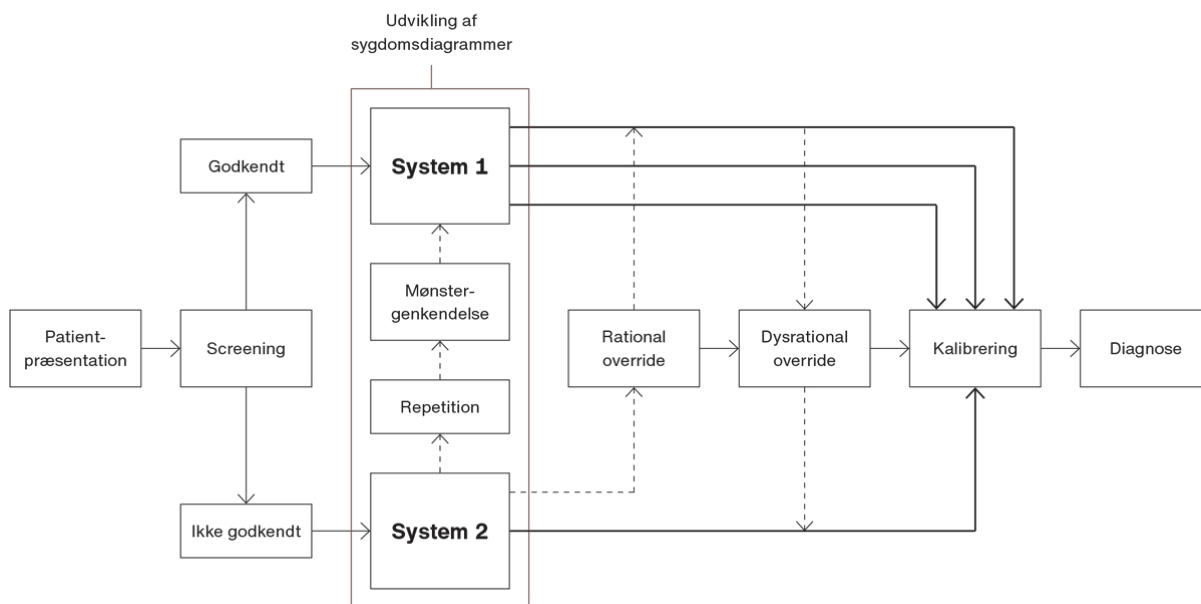 Udvikling af
sygdomsdiagrammer
Godkendt
System 1
Mønster-
genkendelse
Patient-
præsentation
Screening
Rational
override
Dysrational
override
Kalibrering
Diagnose
Repetition
Ikke godkendt
System 2